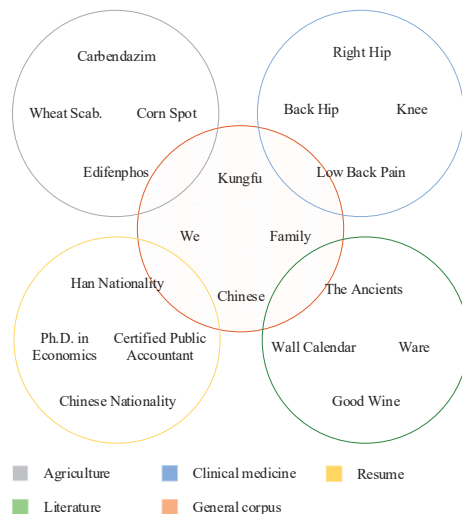 Carbendazim
Right Hip
Wheat Scab.
Corn Spot
Back Hip
Knee
Edifenphos
Kungfu
Low Back Pain
We
Family
Han Nationality
Chinese
The Ancients
Ph.D. in
Economics
Certified Public
Accountant
Wall Calendar
Ware
Chinese Nationality
Good Wine
Agriculture
Clinical medicine
Resume
Literature
General corpus